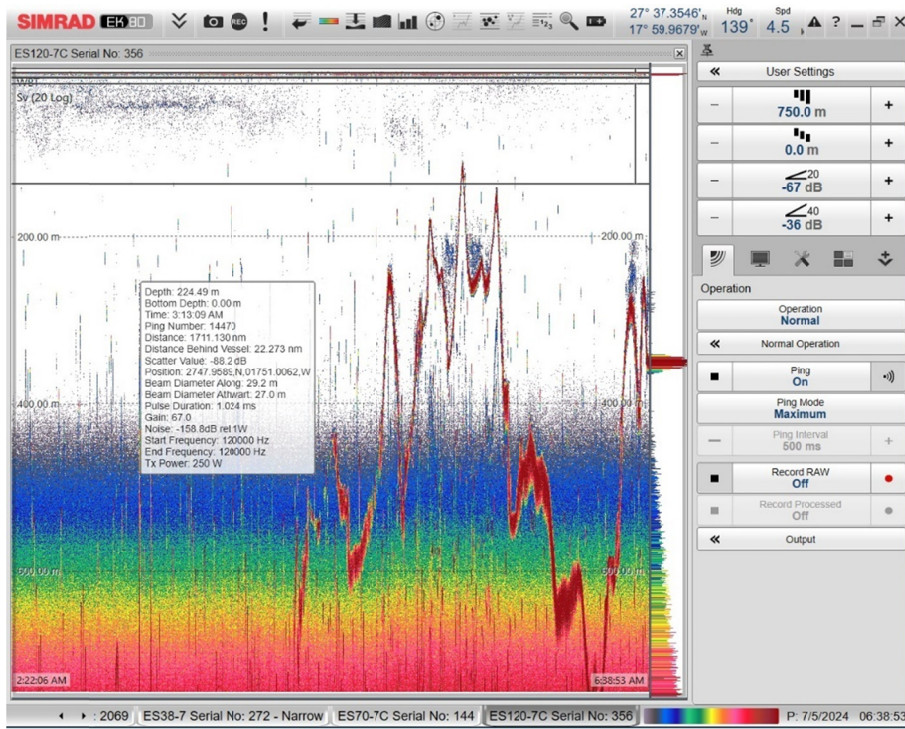 SIMRAD EK80
REC
27° 37.3546' N
17° 59.9679' W
Hdg
139°
Spd
4.5
ES120-7C Serial No: 356
Sv (20 Log)
200.00 m
200.00 m
Depth: 224.49 m
Bottom Depth: 0.00m
Time: 3:13:09 AM
Ping Number: 14470
Distance: 1711.130nm
Distance Behind Vessel: 22.273 nm
Scatter Value: -88.2 dB
Position: 2747.9589,N,01751.0062,W
Beam Diameter Along: 29.2 m
Beam Diameter Athwart: 27.0 m
Pulse Duration: 1.024 ms
Gain: 67.0
Noise: -158.8dB rel1W
Start Frequency: 120000 Hz
End Frequency: 120000 Hz
Tx Power: 250 W
400.00 m
400.00 m
600.00 m
600.00 m
2:22:06 AM
6:38:53 AM
User Settings
750.0 m
0.0 m
20
-67 dB
40
-36 dB
Operation
Operation
Normal
Normal Operation
Ping
On
Ping Mode
Maximum
Ping Interval
500 ms
Record RAW
Off
Record Processed
Off
Output
: 2069
ES38-7 Serial No: 272 - Narrow
ES70-7C Serial No: 144
ES120-7C Serial No: 356
P: 7/5/2024 06:38:53